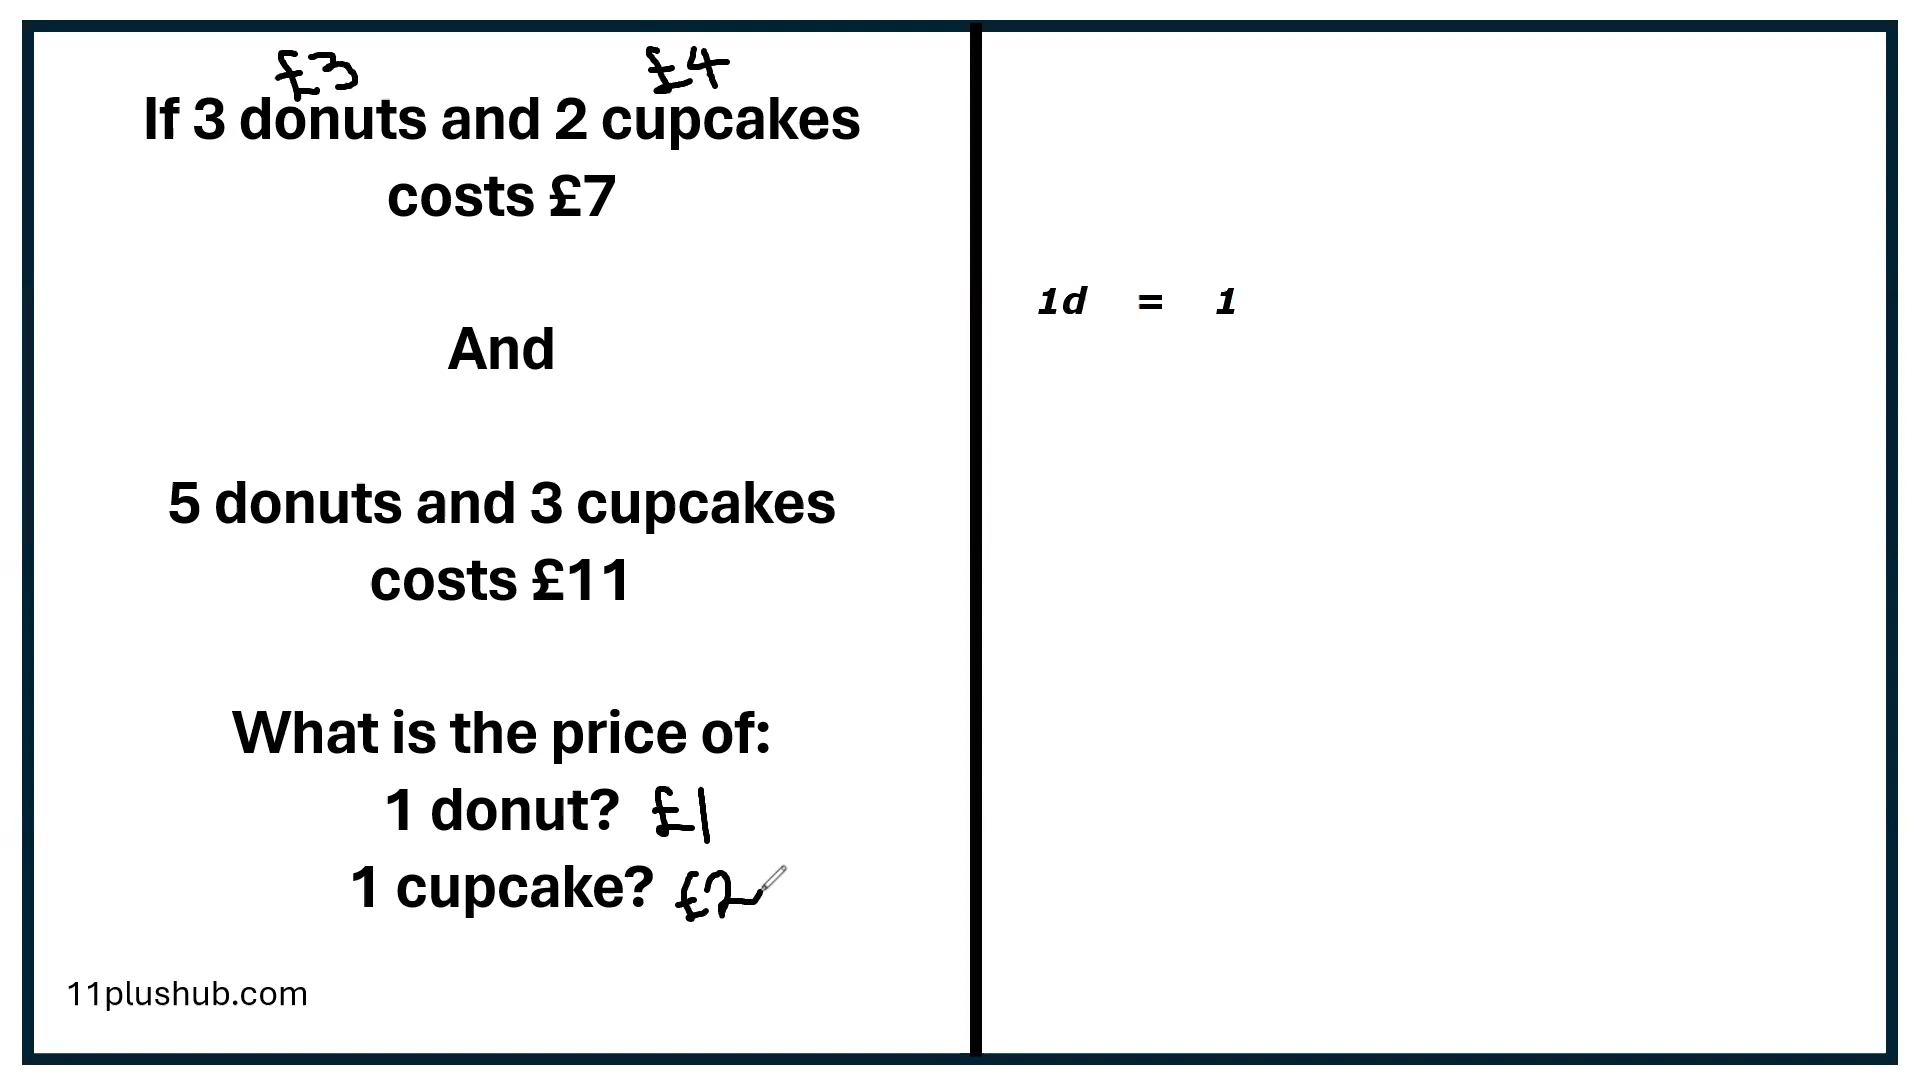 £3 £4
If 3 donuts and 2 cupcakes
costs £7
And
5 donuts and 3 cupcakes
costs £11
What is the price of:
1 donut? £1
1 cupcake? £2
11plushub.com
1d = 1